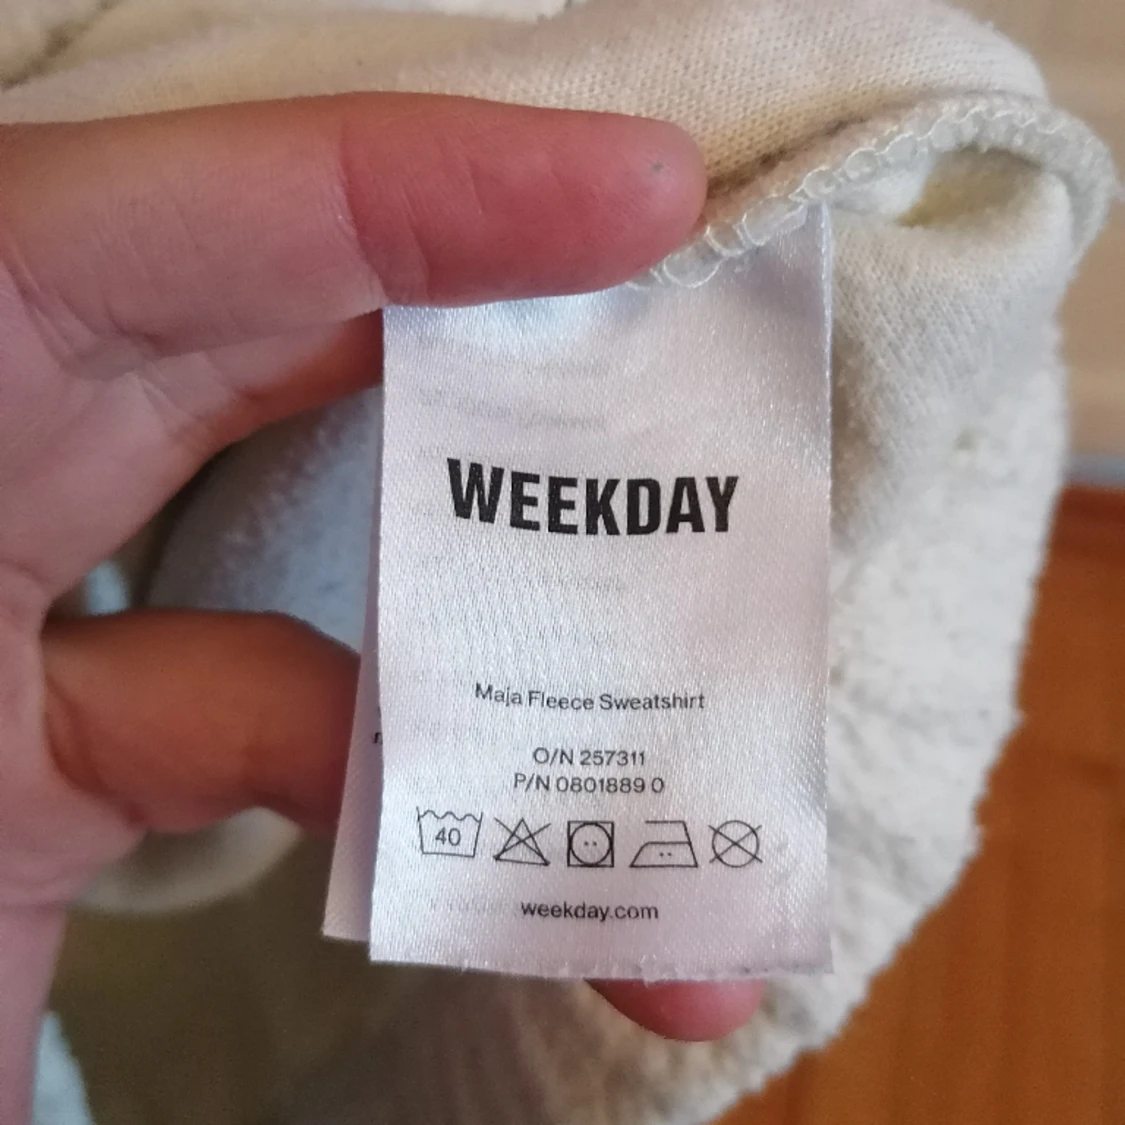 WEEKDAY
Maja Fleece Sweatshirt
O/N 257311
P/N 0801889 0
40
weekday.com